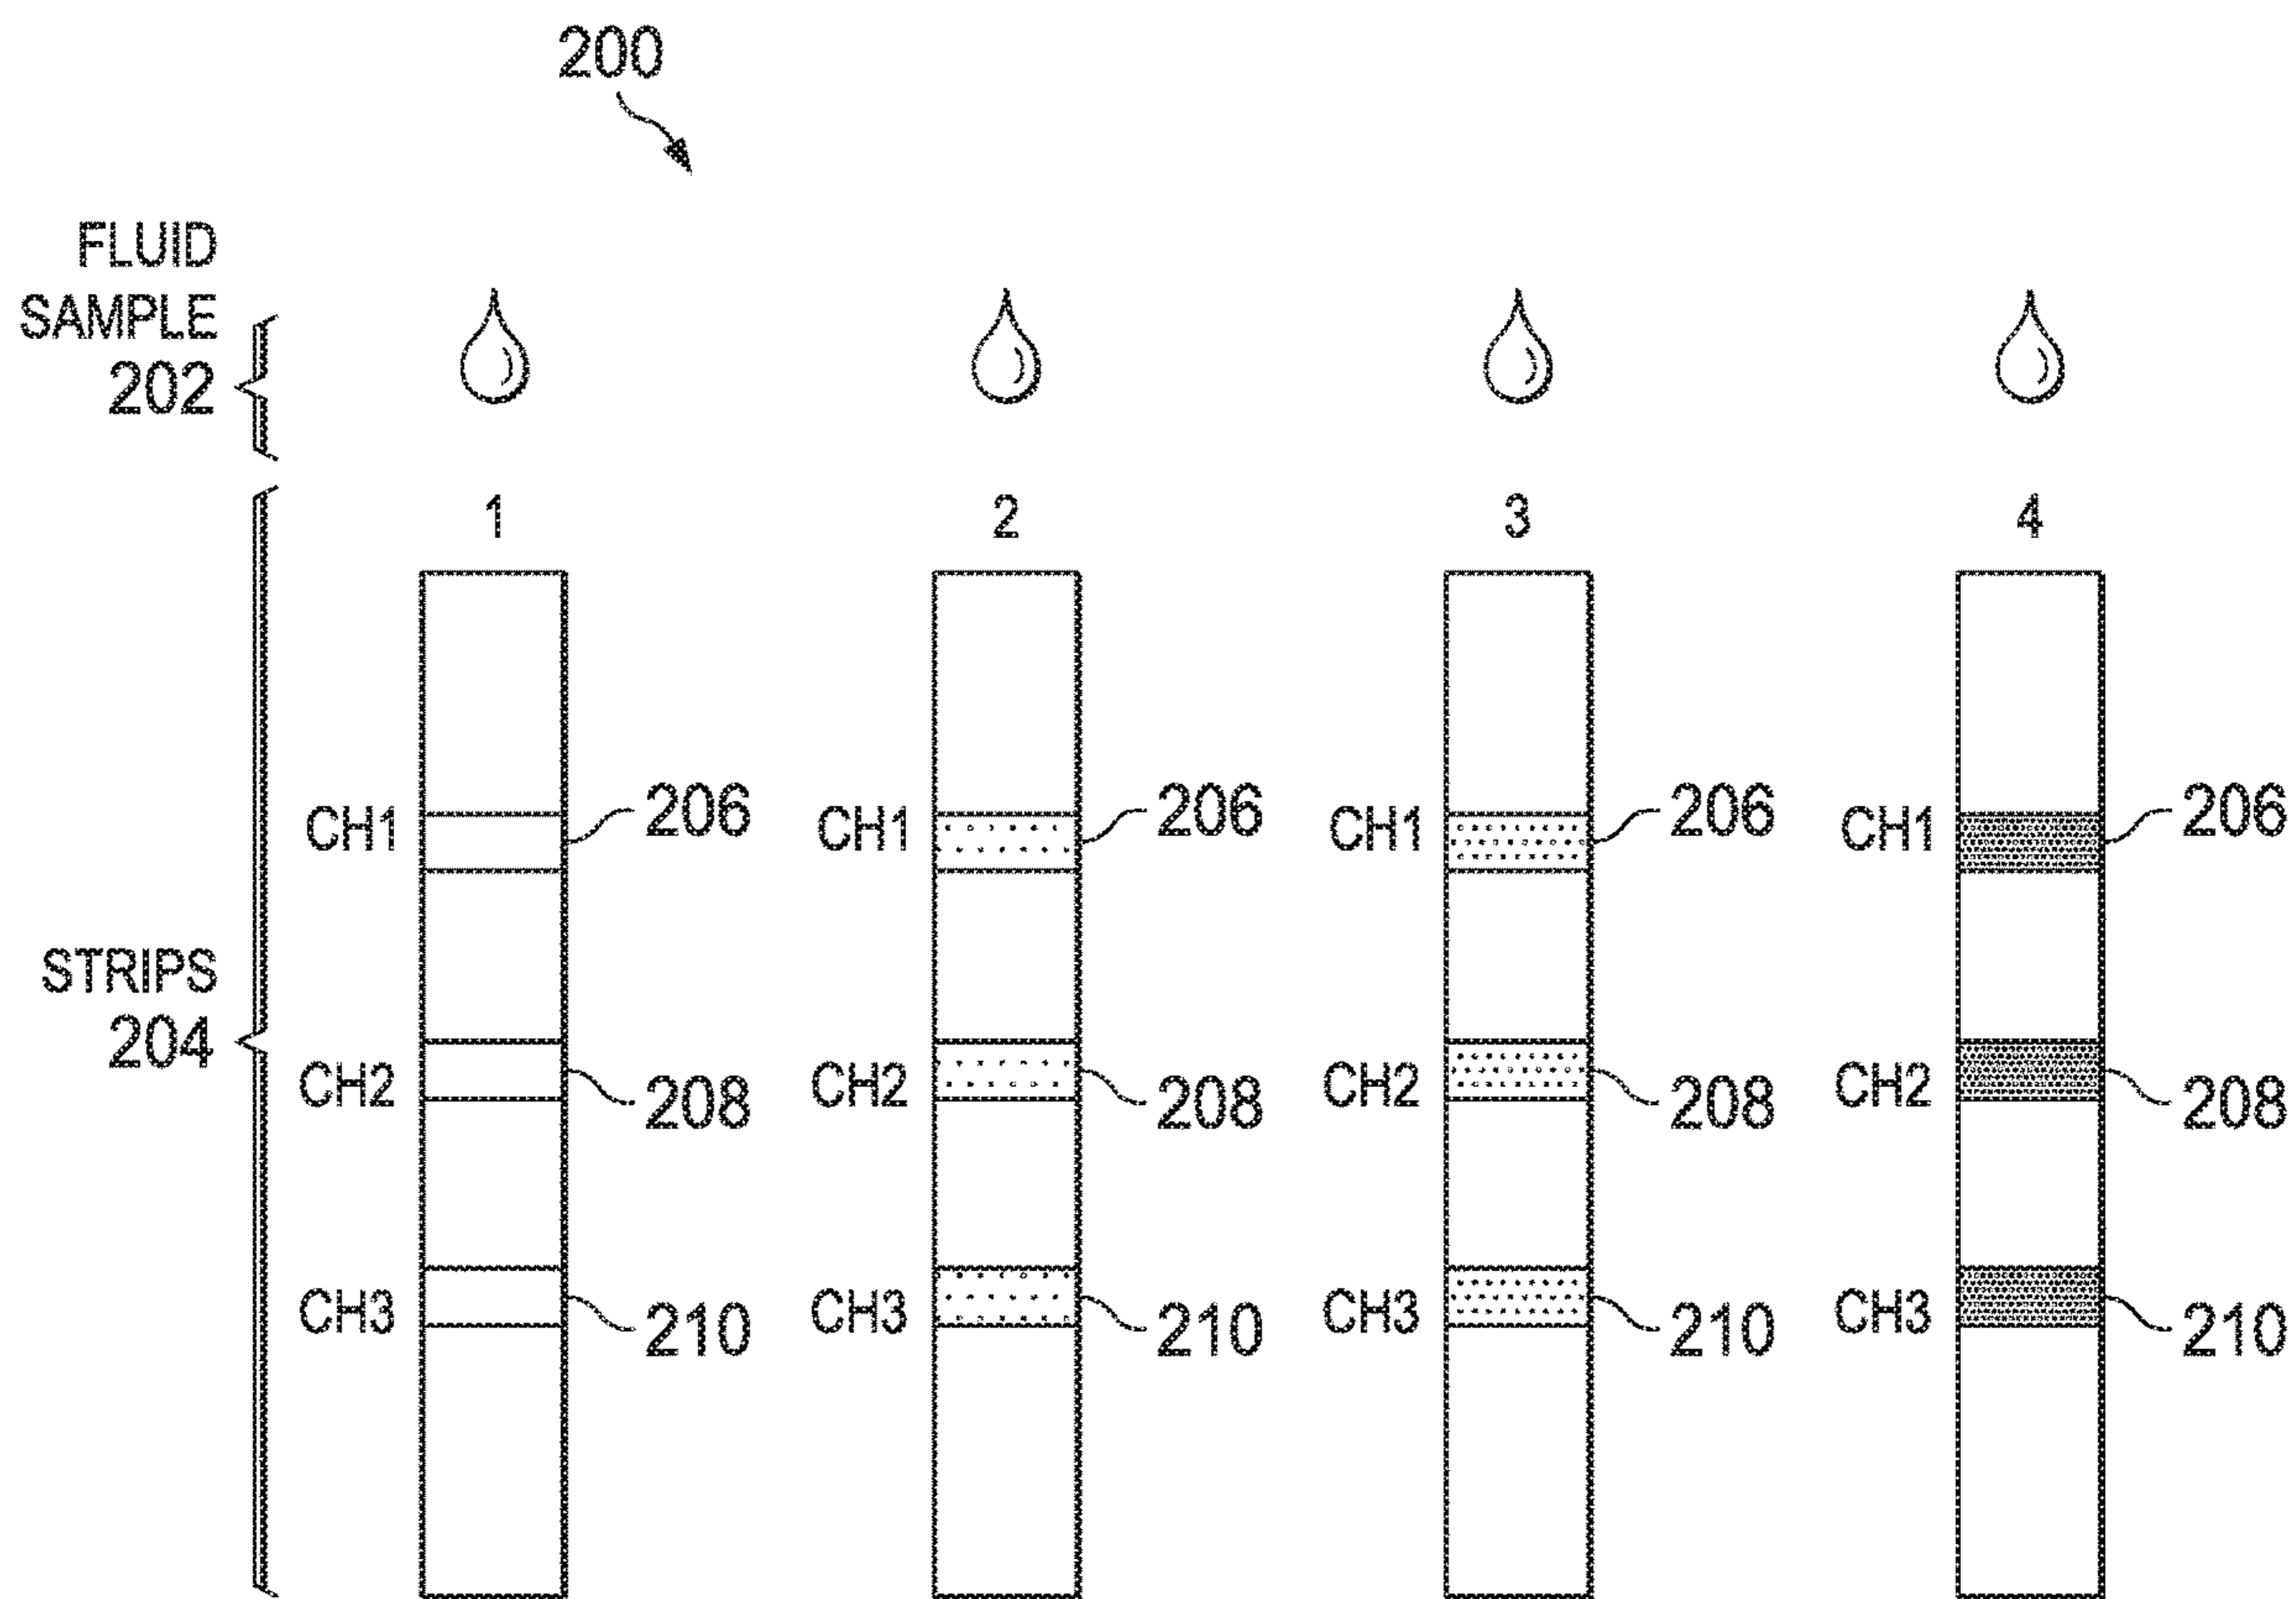 200
FLUID
SAMPLE
202
1 2 3 4
CH1 206 CH1 206 CH1 206 CH1 206
STRIPS
204
CH2 208 CH2 208 CH2 208 CH2 208
CH3 210 CH3 210 CH3 210 CH3 210